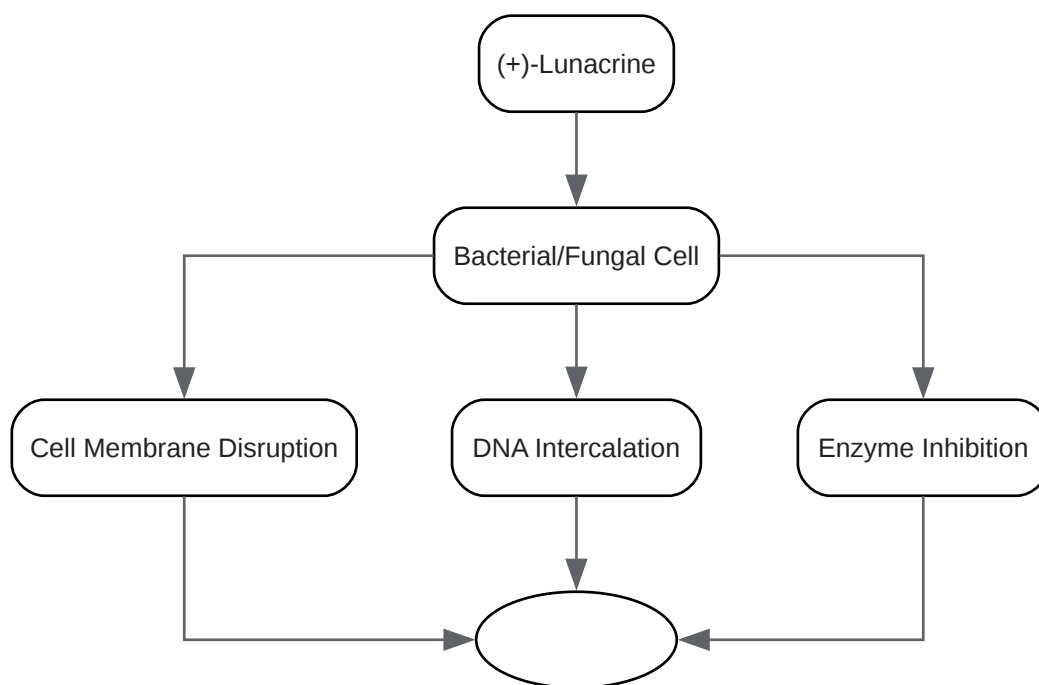 (+)-Lunacrine
Bacterial/Fungal Cell
Cell Membrane Disruption
DNA Intercalation
Enzyme Inhibition